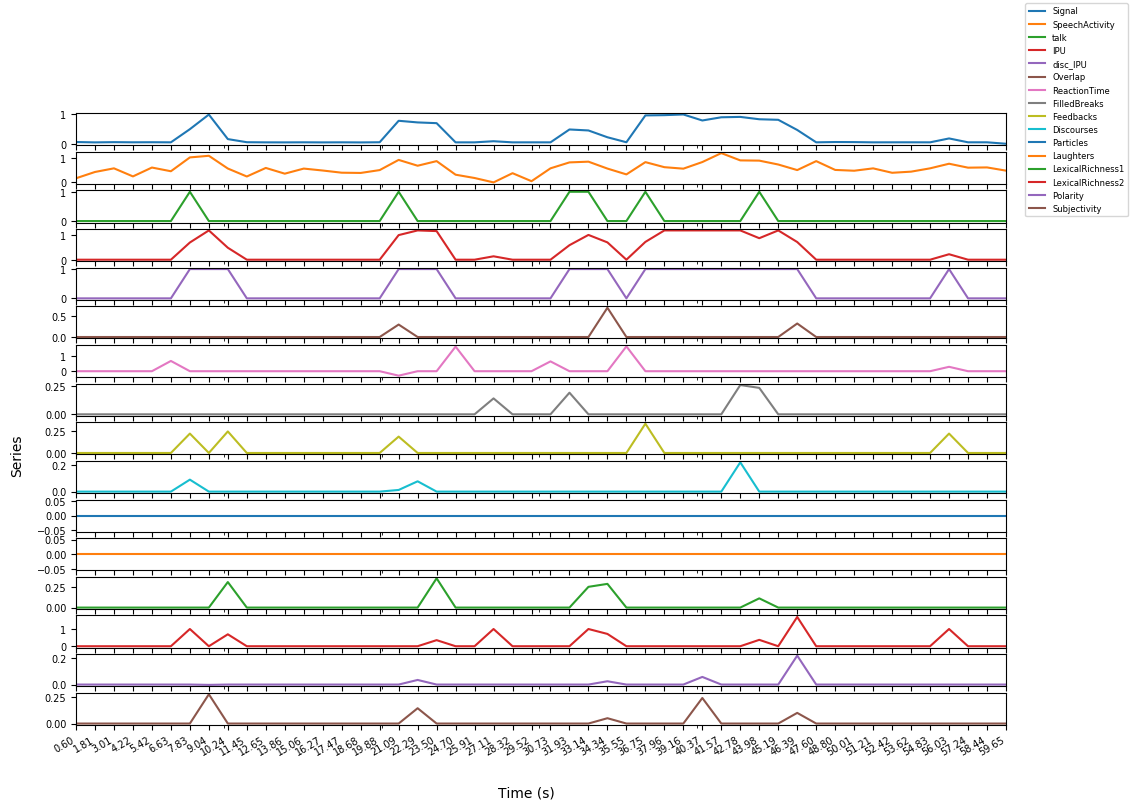 Signal
SpeechActivity
talk
IPU
disc_IPU
Overlap
ReactionTime
FilledBreaks
Feedbacks
Discourses
Particles
Laughters
LexicalRichness1
LexicalRichness2
Polarity
Subjectivity
1
0
1
0
1
0
1
0
1
0
0.5
0.0
1
0
0.25
0.00
0.25
0.00
0.2
0.0
0.05
0.00
−0.05
0.05
0.00
−0.05
0.25
0.00
1
0
0.2
0.0
0.25
0.00
Series
0.60 1.81 3.01 4.22 5.42 6.63 7.83 9.04 10.24 11.45 12.65 13.86 15.06 16.27 17.47 18.68 19.88 21.09 22.29 23.50 24.70 25.91 27.11 28.32 29.52 30.73 31.93 33.14 34.34 35.55 36.75 37.96 39.16 40.37 41.57 42.78 43.98 45.19 46.39 47.60 48.80 50.01 51.21 52.42 53.62 54.83 56.03 57.24 58.44 59.65
Time (s)